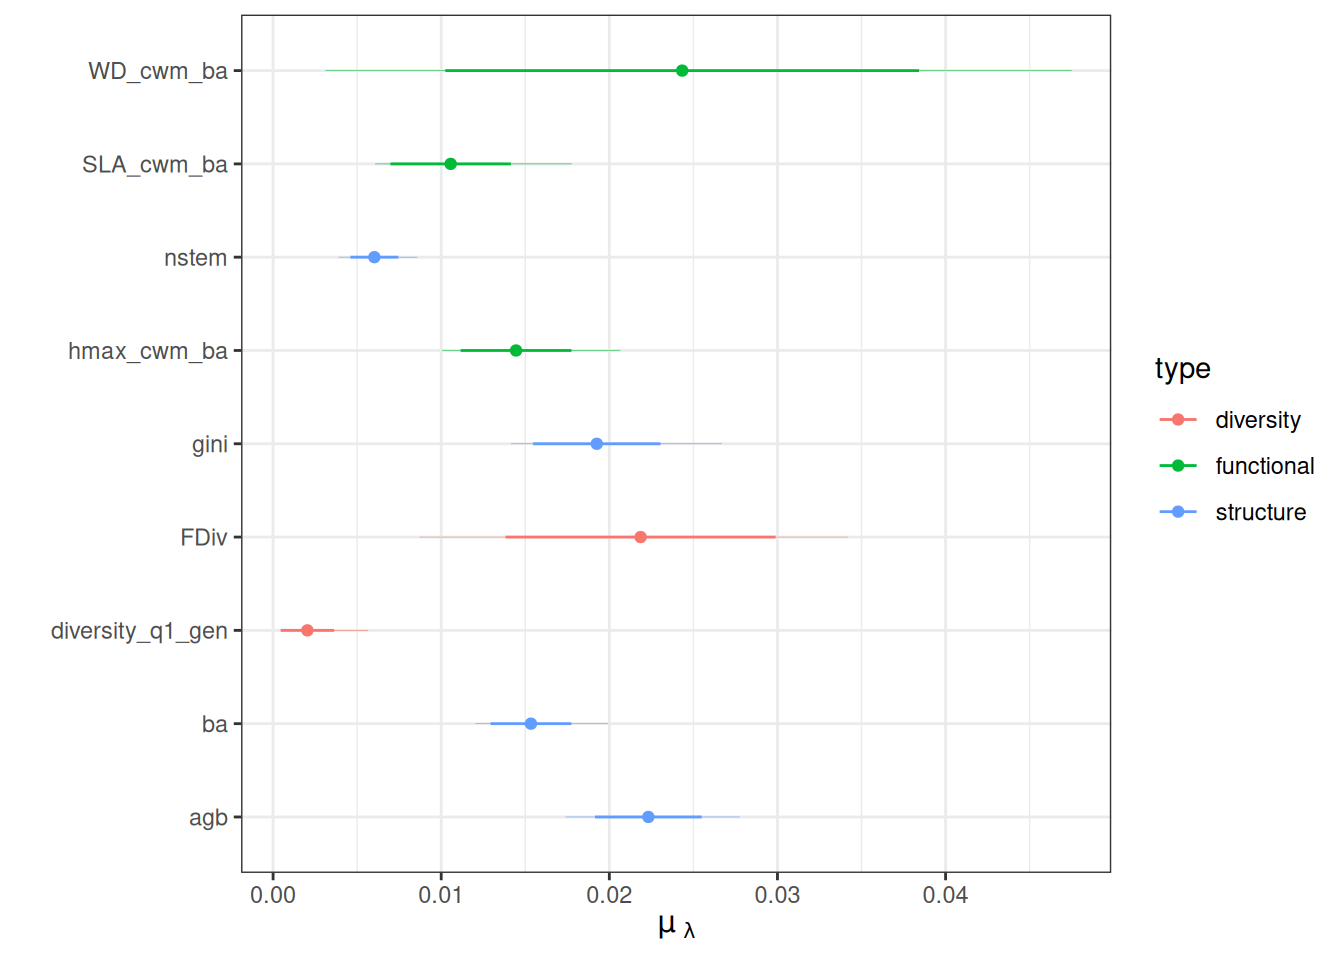 WD_cwm_ba
SLA_cwm_ba
nstem
hmax_cwm_ba
gini
FDiv
diversity_q1_gen
ba
agb
0.00 0.01 0.02 0.03 0.04
μ λ
type
diversity
functional
structure